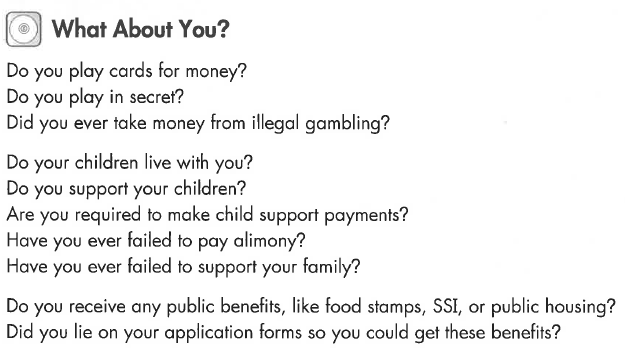 What About You?
Do you play cards for money?
Do you play in secret?
Did you ever take money from illegal gambling?
Do your children live with you?
Do you support your children?
Are you required to make child support payments?
Have you ever failed to pay alimony?
Have you ever failed to support your family?
Do you receive any public benefits, like food stamps, SSI, or public housing?
Did you lie on your application forms so you could get these benefits?